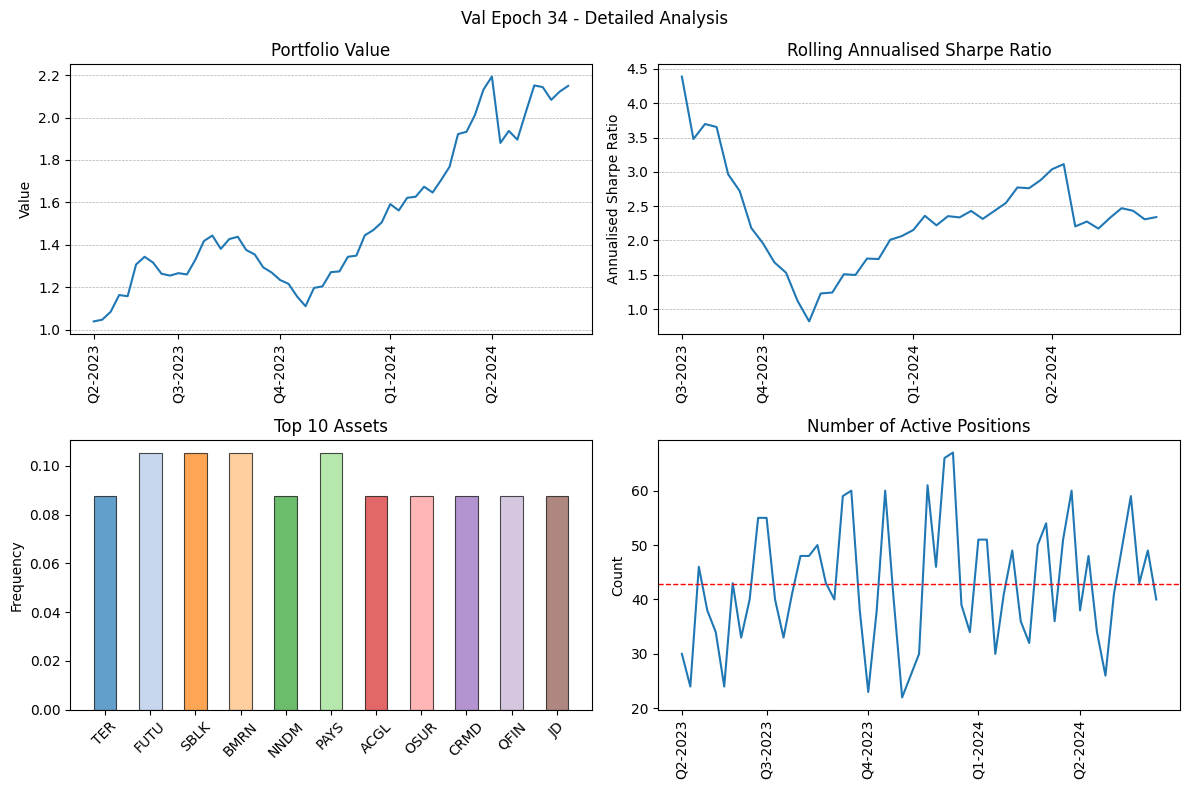 Val Epoch 34 - Detailed Analysis
Portfolio Value
Value
2.2
2.0
1.8
1.6
1.4
1.2
1.0
Q2-2023
Q3-2023
Q4-2023
Q1-2024
Q2-2024
Rolling Annualised Sharpe Ratio
Annualised Sharpe Ratio
4.5
4.0
3.5
3.0
2.5
2.0
1.5
1.0
Q3-2023
Q4-2023
Q1-2024
Q2-2024
Top 10 Assets
Frequency
0.10
0.08
0.06
0.04
0.02
0.00
TER
FUTU
SBLK
BMRN
NNDM
PAYS
ACGL
OSUR
CRMD
QFIN
JD
Number of Active Positions
Count
60
50
40
30
20
Q2-2023
Q3-2023
Q4-2023
Q1-2024
Q2-2024